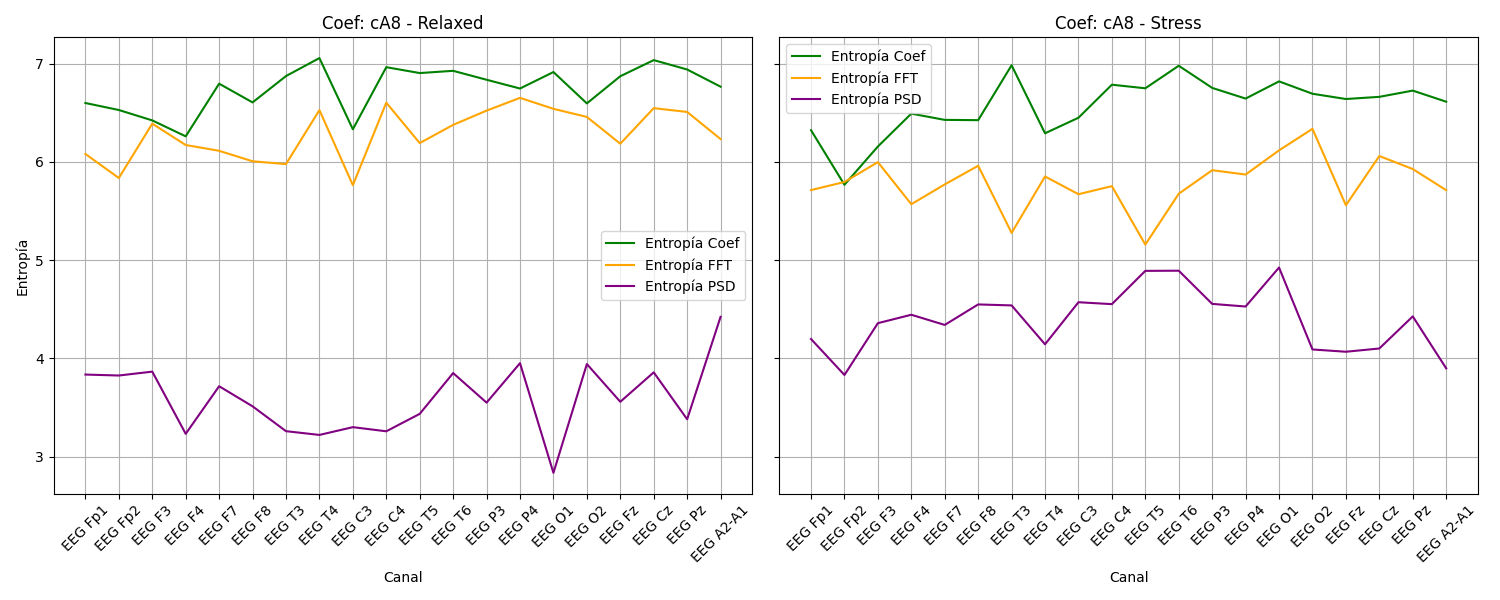 Coef: cA8 - Relaxed
Entropía
7
6
5
4
3
Entropía Coef
Entropía FFT
Entropía PSD
EEG Fp1
EEG Fp2
EEG F3
EEG F4
EEG F7
EEG F8
EEG T3
EEG T4
EEG C3
EEG C4
EEG T5
EEG T6
EEG P3
EEG P4
EEG O1
EEG O2
EEG Fz
EEG Cz
EEG Pz
EEG A2-A1
Canal
Coef: cA8 - Stress
Entropía Coef
Entropía FFT
Entropía PSD
EEG Fp1
EEG Fp2
EEG F3
EEG F4
EEG F7
EEG F8
EEG T3
EEG T4
EEG C3
EEG C4
EEG T5
EEG T6
EEG P3
EEG P4
EEG O1
EEG O2
EEG Fz
EEG Cz
EEG Pz
EEG A2-A1
Canal